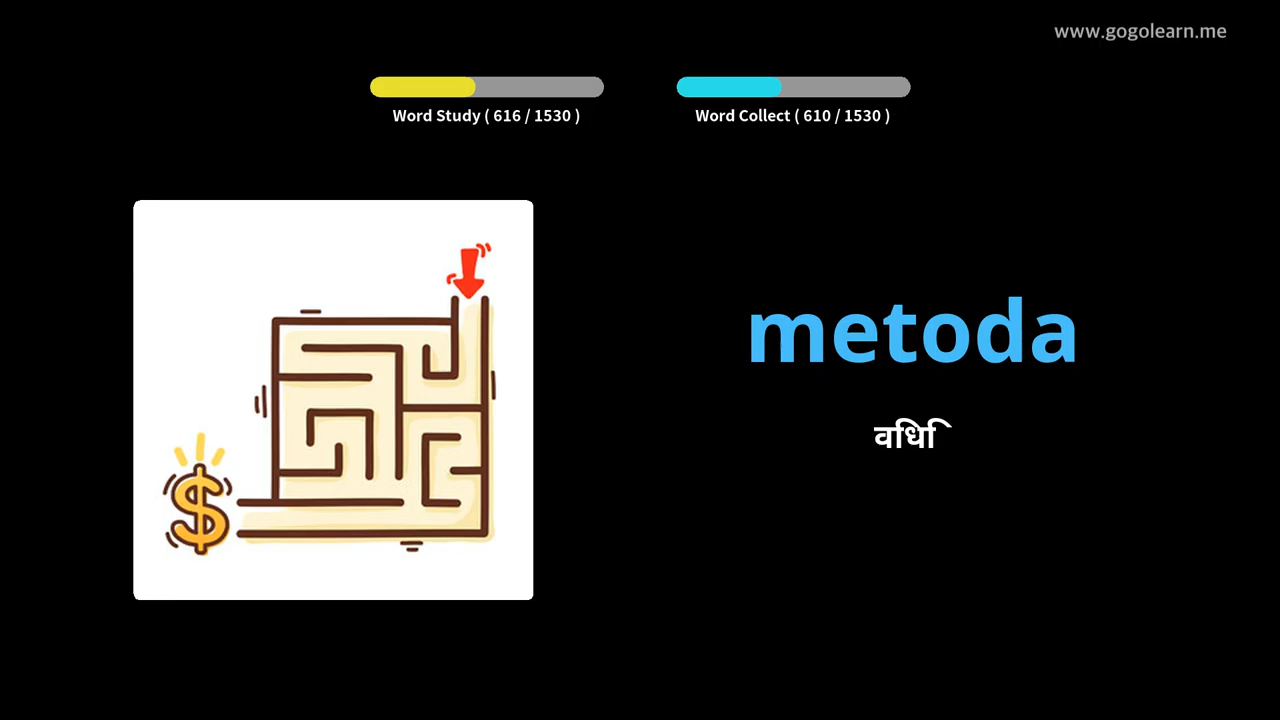 www.gogolearn.me
Word Study ( 616 / 1530 )
Word Collect ( 610 / 1530 )
$
metoda
विधि